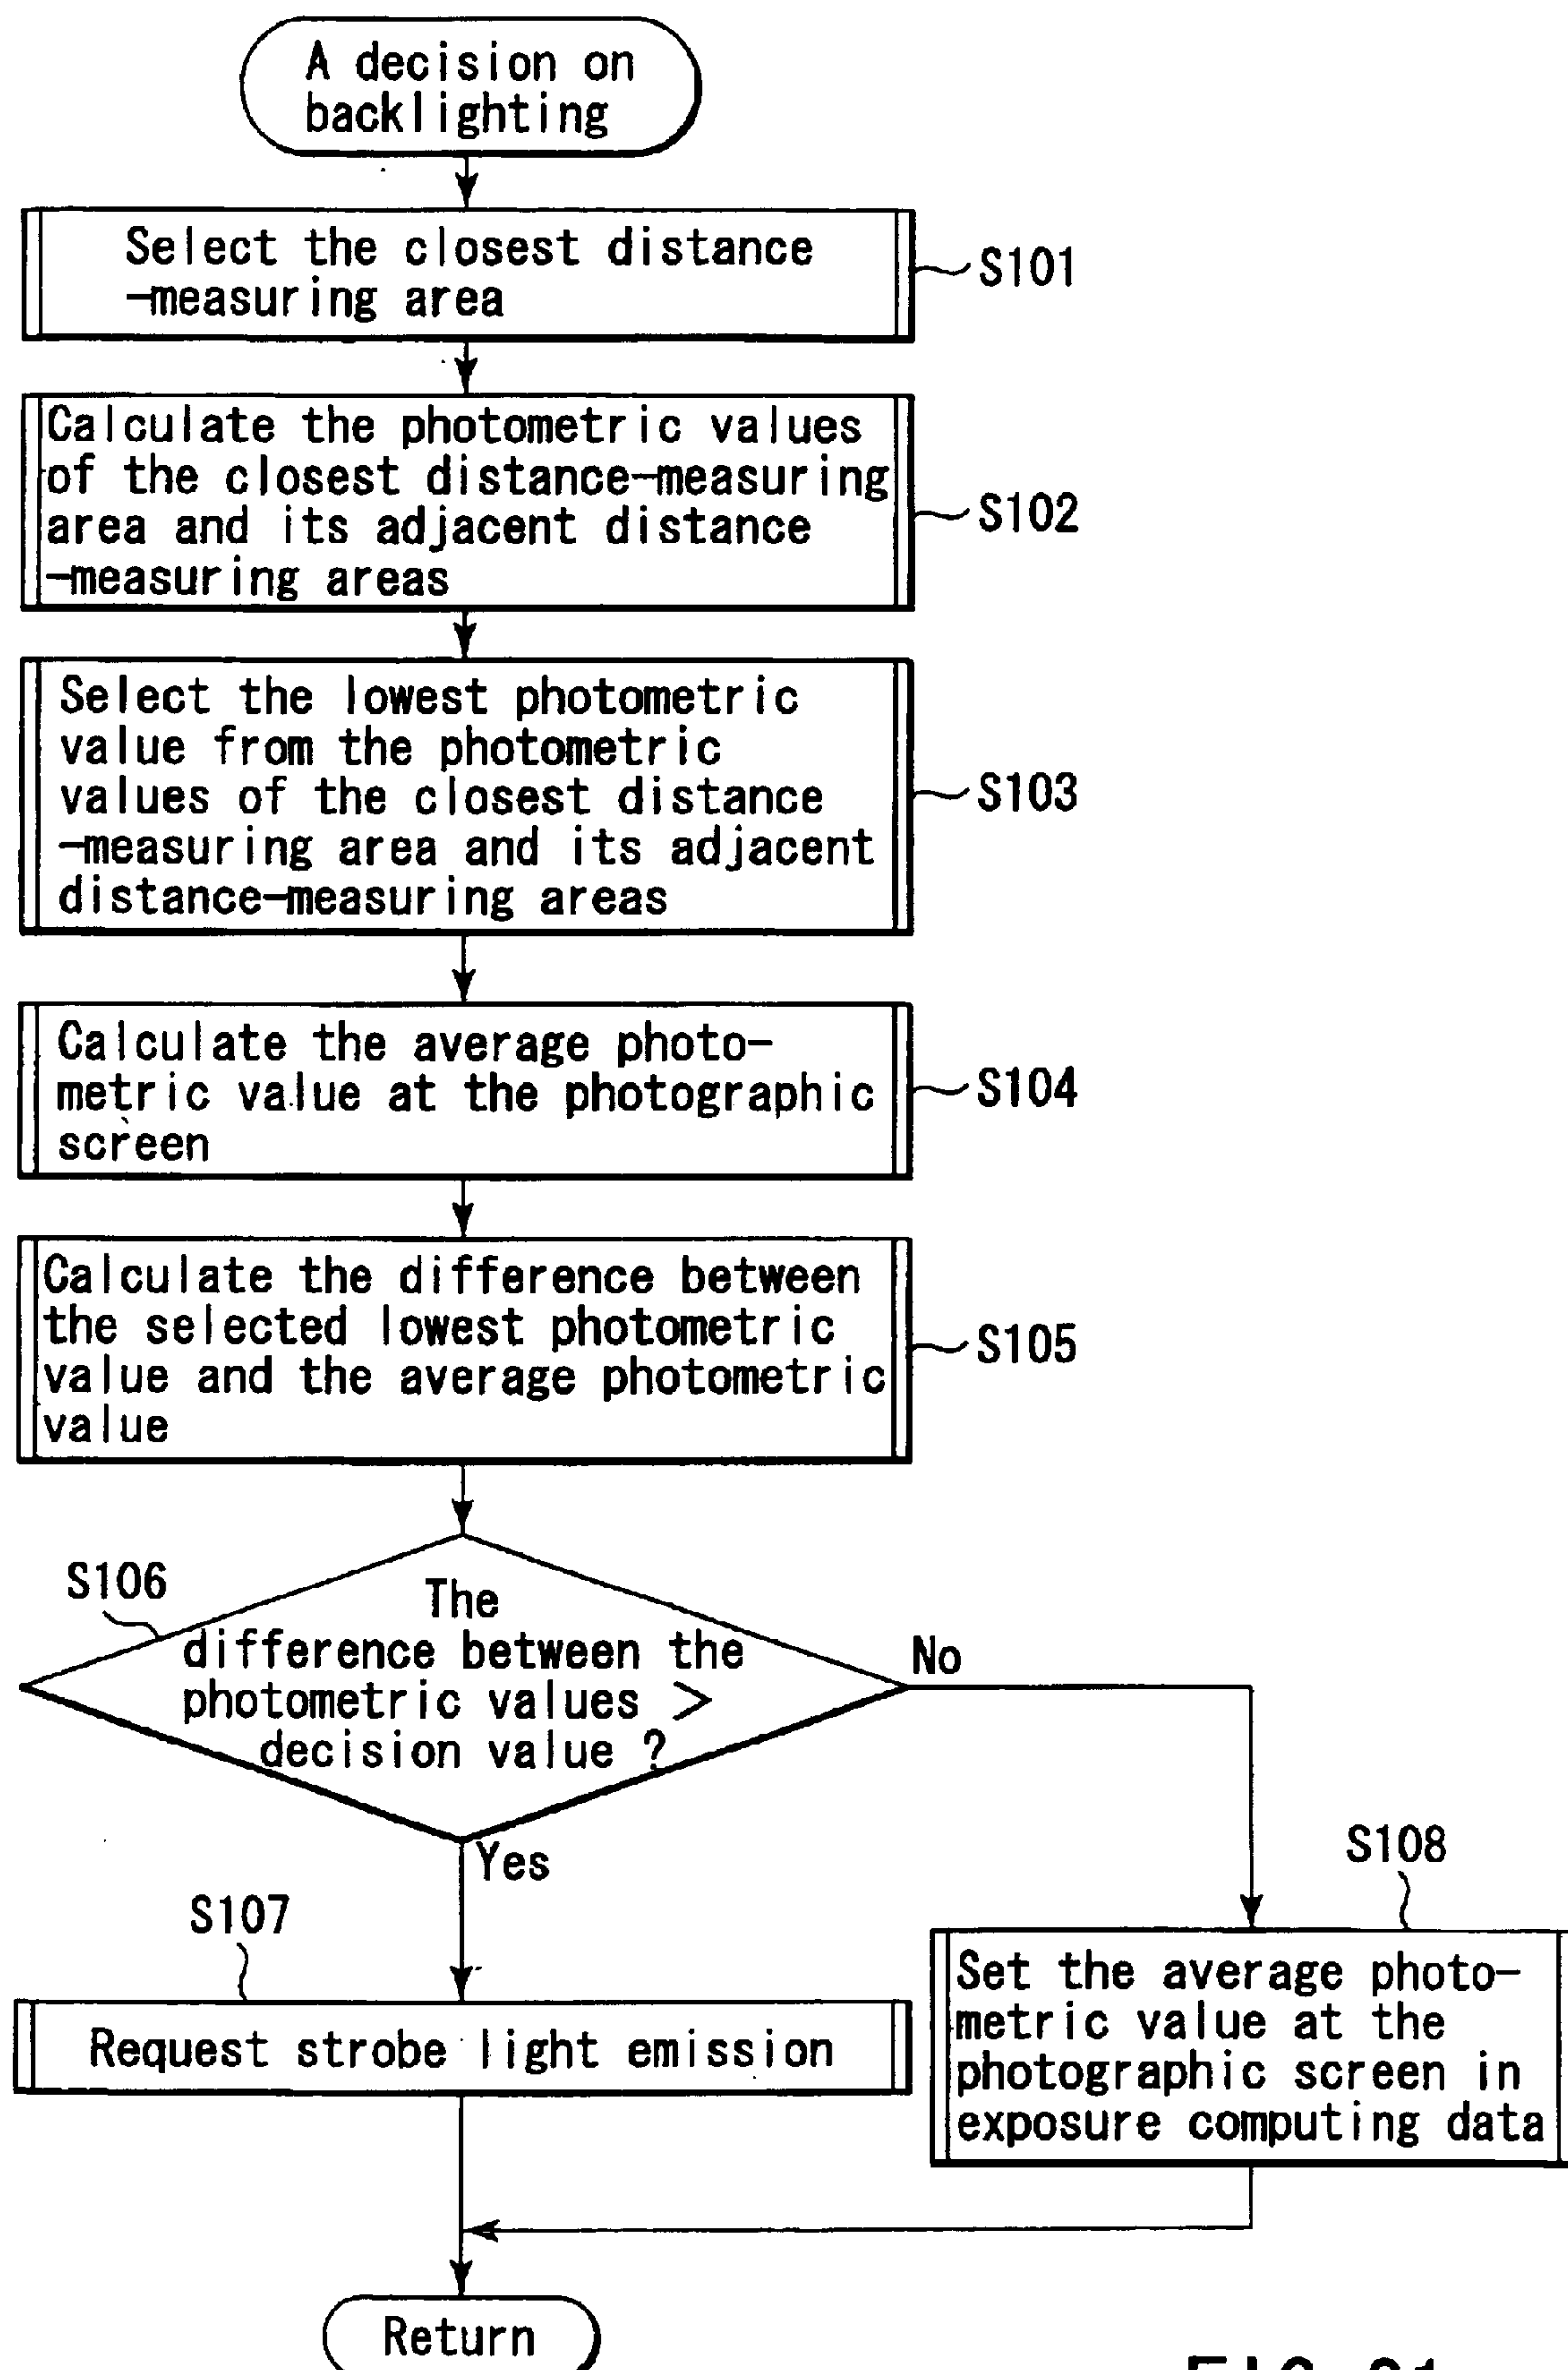 A decision on
backlighting
Select the closest distance
-measuring area
S101
Calculate the photometric values
of the closest distance-measuring
area and its adjacent distance
-measuring areas
S102
Select the lowest photometric
value from the photometric
values of the closest distance
-measuring area and its adjacent
distance-measuring areas
S103
Calculate the average photo-
metric value at the photographic
screen
S104
Calculate the difference between
the selected lowest photometric
value and the average photometric
value
S105
S106
The
difference between the
photometric values >
decision value ?
No
Yes
S107
Request strobe light emission
S108
Set the average photo-
metric value at the
photographic screen in
exposure computing data
Return